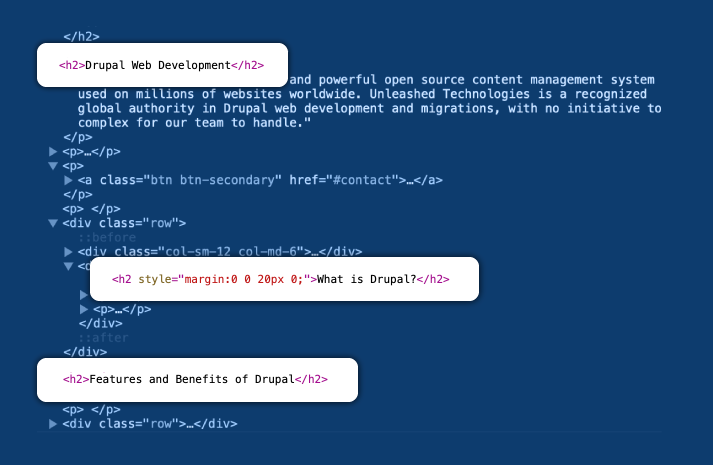 </h2>
<h2>Drupal Web Development</h2>
and powerful open source content management system
used on millions of websites worldwide. Unleashed Technologies is a recognized
global authority in Drupal web development and migrations, with no initiative to
complex for our team to handle."
</p>
▶<p>…</p>
▼<p>
▶<a class="btn btn-secondary" href="#contact">…</a>
</p>
<p> </p>
▼<div class="row">
::before
▶<div class="col-sm-12 col-md-6">…</div>
▼<d
<h2 style="margin:0 0 20px 0;">What is Drupal?</h2>
▶
▶<p>…</p>
</div>
::after
</div>
<h2>Features and Benefits of Drupal</h2>
<p> </p>
▶<div class="row">…</div>